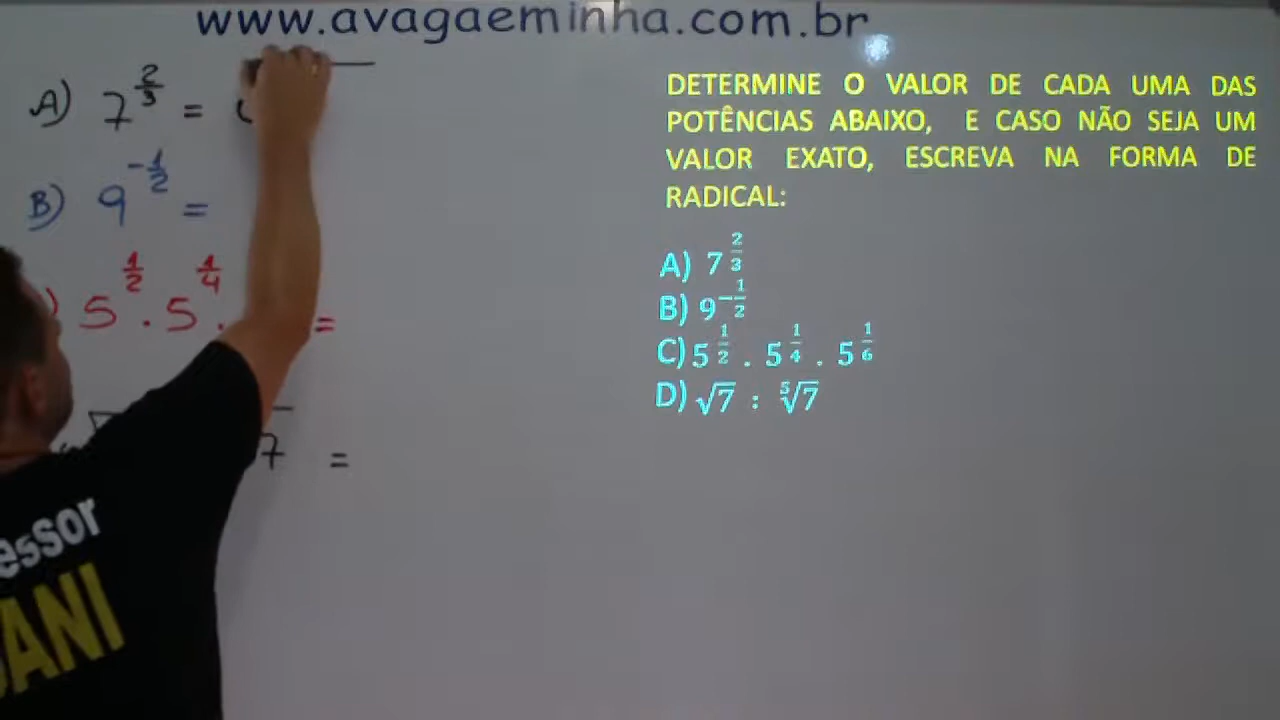 www.avagaeminha.com.br
A) 7^{2/3} =
B) 9^{-1/2} =
) 5^{1/2} . 5^{1/4} . =
7 =
DETERMINE O VALOR DE CADA UMA DAS
POTÊNCIAS ABAIXO, E CASO NÃO SEJA UM
VALOR EXATO, ESCREVA NA FORMA DE
RADICAL:
A) 7^{2/3}
B) 9^{-1/2}
C) 5^{1/2} . 5^{1/4} . 5^{1/6}
D) √7 : ⁵√7
essor
ANI